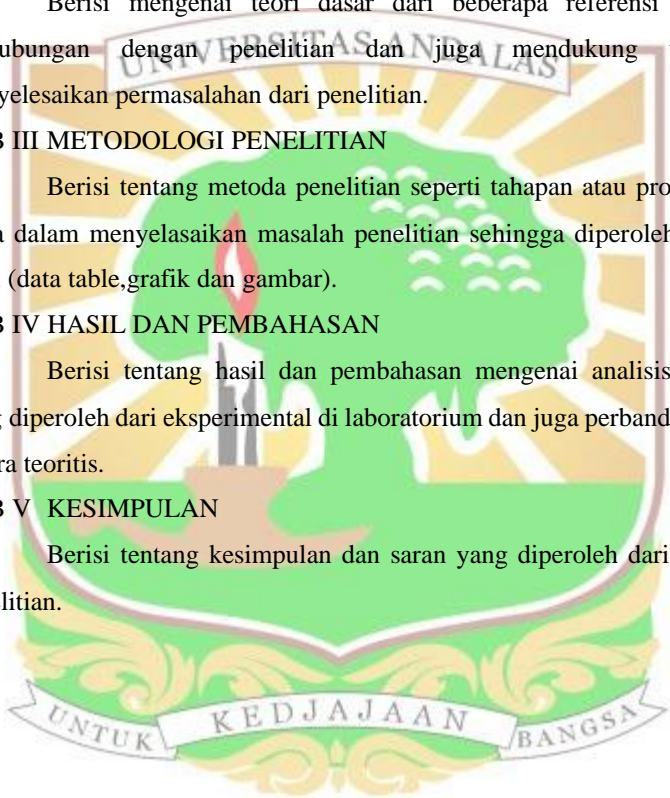 Berisi mengenai teori dasar dari beberapa referensi
ubungan dengan penelitian dan juga mendukung
yelesaikan permasalahan dari penelitian.
UNIVERSITAS ANDALAS
III METODOLOGI PENELITIAN
Berisi tentang metoda penelitian seperti tahapan atau pro
dalam menyelasaikan masalah penelitian sehingga diperoleh
(data table,grafik dan gambar).
IV HASIL DAN PEMBAHASAN
Berisi tentang hasil dan pembahasan mengenai analisis
diperoleh dari eksperimental di laboratorium dan juga perband
ra teoritis.
V KESIMPULAN
Berisi tentang kesimpulan dan saran yang diperoleh dari
litian.
UNTUK KEDJAJAAN BANGSA